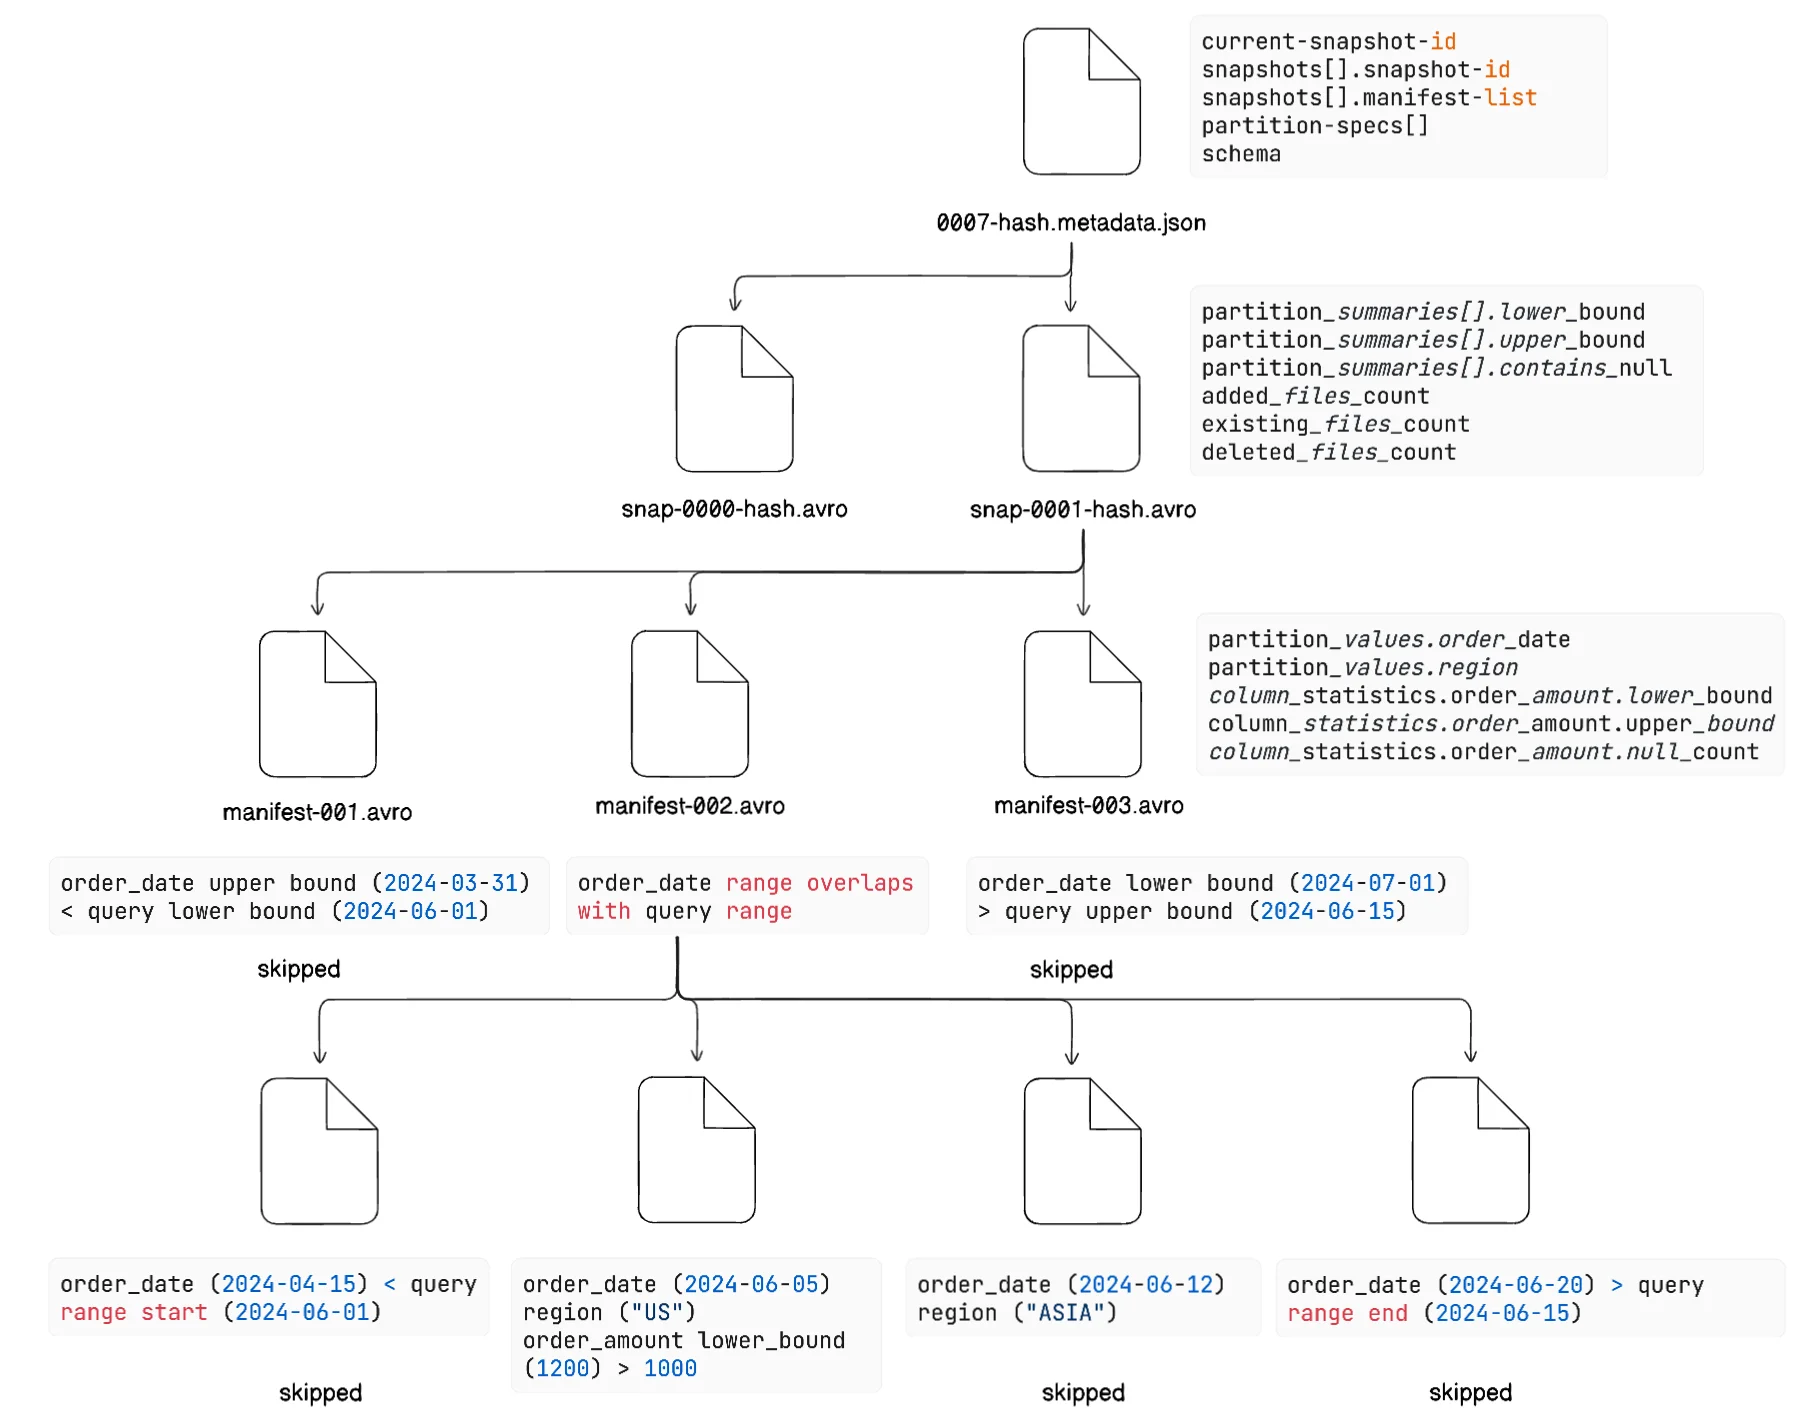 current-snapshot-id
snapshots[].snapshot-id
snapshots[].manifest-list
partition-specs[]
schema
0007-hash.metadata.json
partition_summaries[].lower_bound
partition_summaries[].upper_bound
partition_summaries[].contains_null
added_files_count
existing_files_count
deleted_files_count
snap-0000-hash.avro
snap-0001-hash.avro
partition_values.order_date
partition_values.region
column_statistics.order_amount.lower_bound
column_statistics.order_amount.upper_bound
column_statistics.order_amount.null_count
manifest-001.avro
manifest-002.avro
manifest-003.avro
order_date upper bound (2024-03-31)
< query lower bound (2024-06-01)
skipped
order_date range overlaps
with query range
order_date lower bound (2024-07-01)
> query upper bound (2024-06-15)
skipped
order_date (2024-04-15) < query
range start (2024-06-01)
skipped
order_date (2024-06-05)
region ("US")
order_amount lower_bound
(1200) > 1000
order_date (2024-06-12)
region ("ASIA")
skipped
order_date (2024-06-20) > query
range end (2024-06-15)
skipped